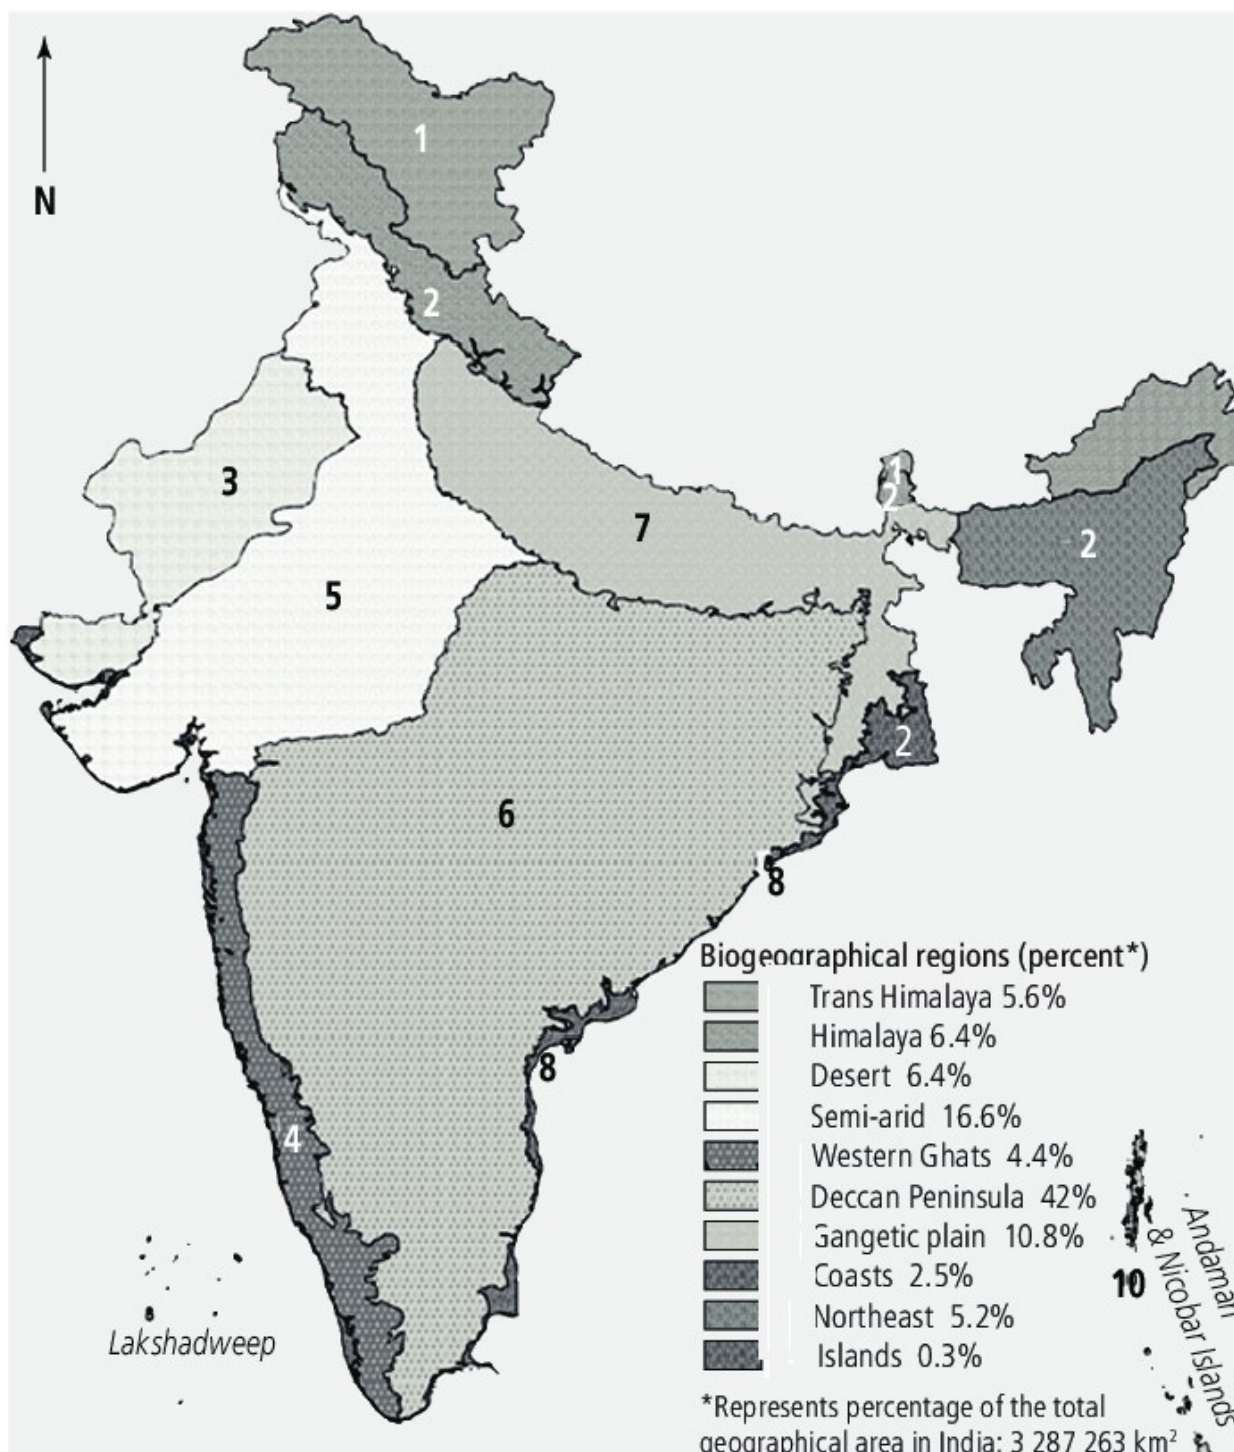 N
1
2
3
1
2
7
2
5
2
6
8
8
4
Biogeographical regions (percent*)
Trans Himalaya 5.6%
Himalaya 6.4%
Desert 6.4%
Semi-arid 16.6%
Western Ghats 4.4%
Deccan Peninsula 42%
Gangetic plain 10.8%
Coasts 2.5%
Northeast 5.2%
Islands 0.3%
*Represents percentage of the total
geographical area in India: 3 287 263 km²
10
Andaman
& Nicobar Islands
8
Lakshadweep